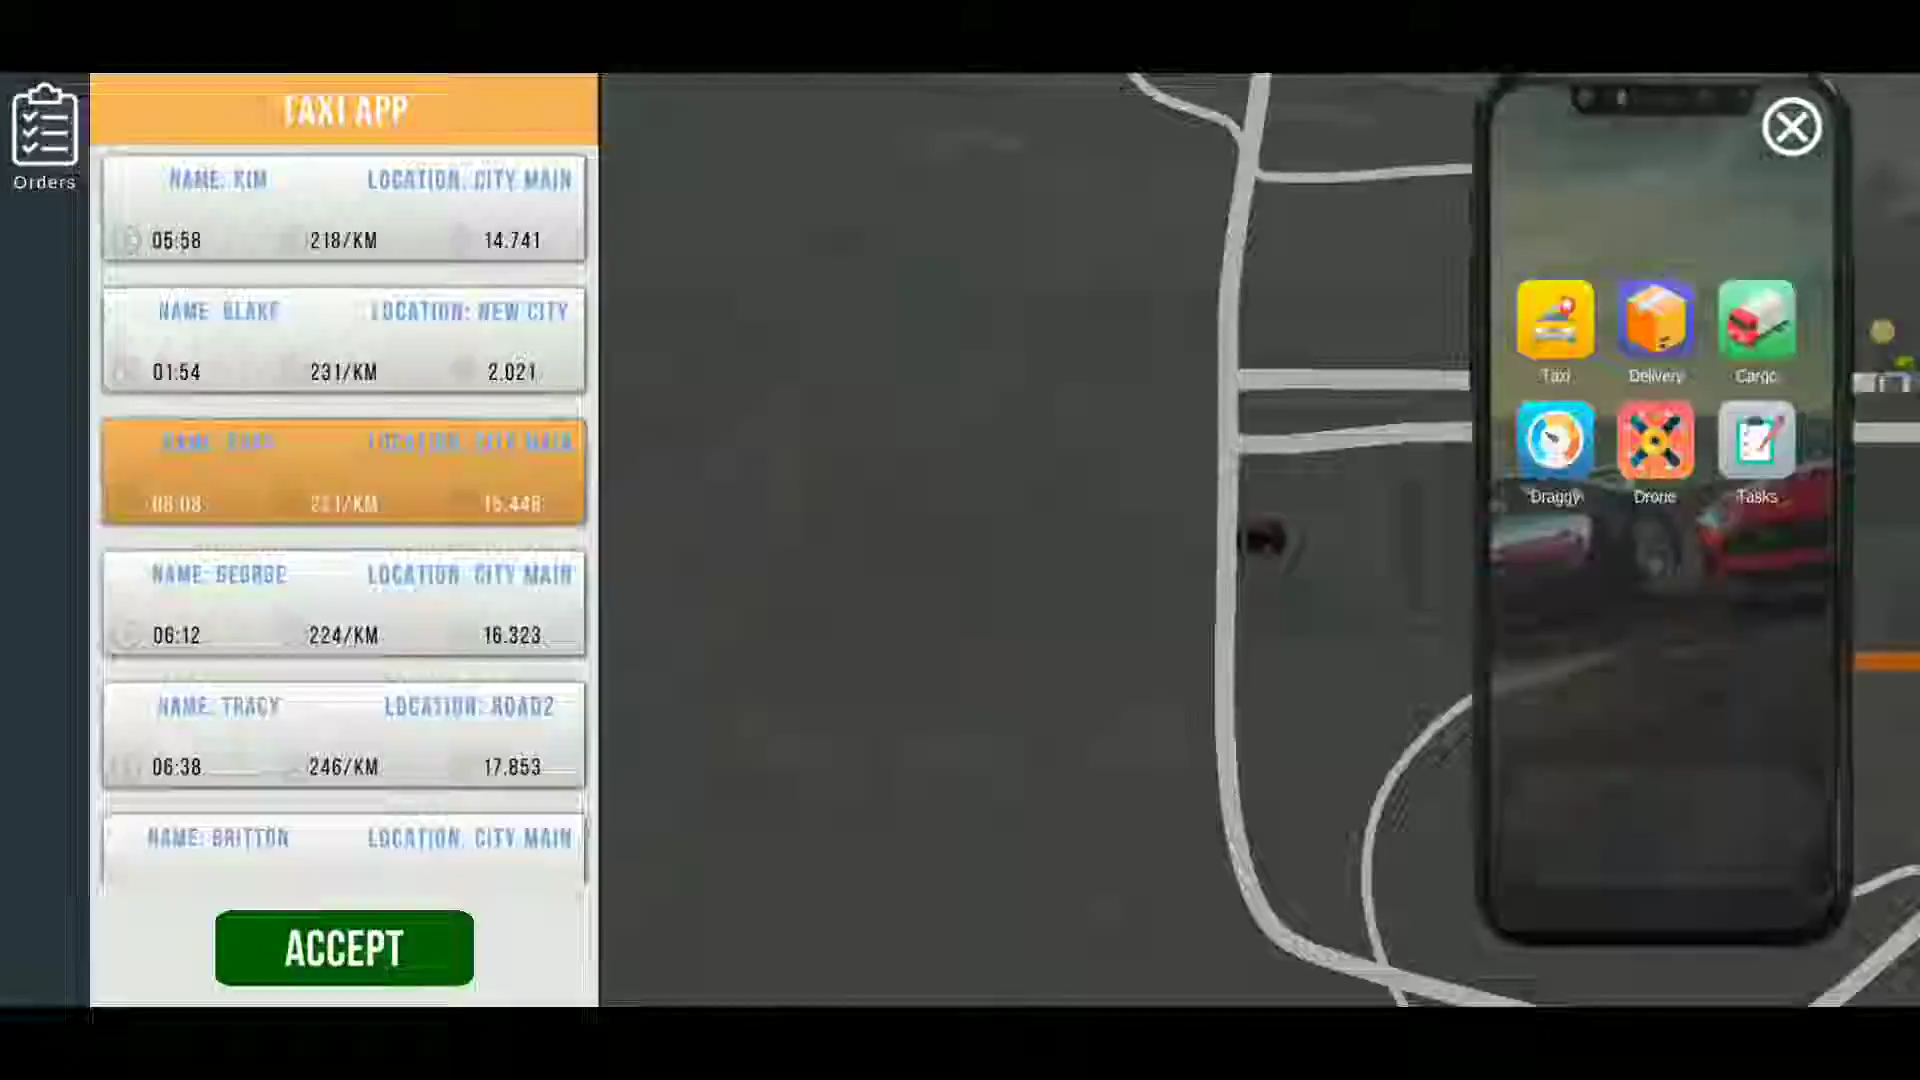 Orders
TAXI APP
NAME: KIM LOCATION: CITY MAIN
05:58 218/KM 14.741
NAME: BLAKE LOCATION: NEW CITY
01:54 231/KM 2.021
NAME: LOCATION: CITY MAIN
/KM 15.448
NAME: GEORGE LOCATION: CITY MAIN
06:12 224/KM 16.323
NAME: TRACY LOCATION: ROAD2
06:38 246/KM 17.853
NAME: BRITTON LOCATION: CITY MAIN
ACCEPT
Taxi Delivery Cargo
Draggy Drone Tasks